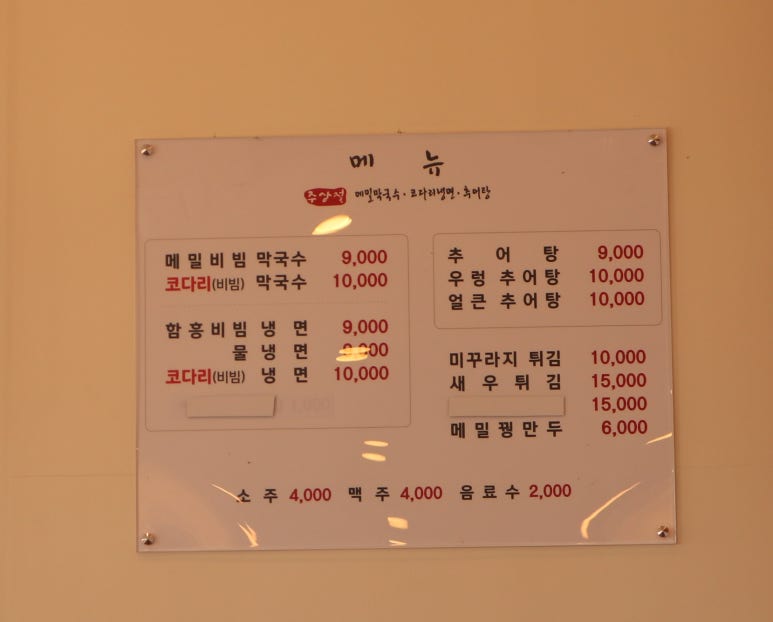 메 뉴
주상절 메밀막국수·코다리냉면·추어탕
메밀비빔 막국수 9,000
코다리(비빔) 막국수 10,000
함흥비빔 냉 면 9,000
물 냉 면
코다리(비빔) 냉 면 10,000
추 어 탕 9,000
우렁 추어탕 10,000
얼큰 추어탕 10,000
미꾸라지 튀김 10,000
새 우 튀 김 15,000
15,000
메 밀 꿩 만 두 6,000
소 주 4,000 맥 주 4,000 음 료 수 2,000